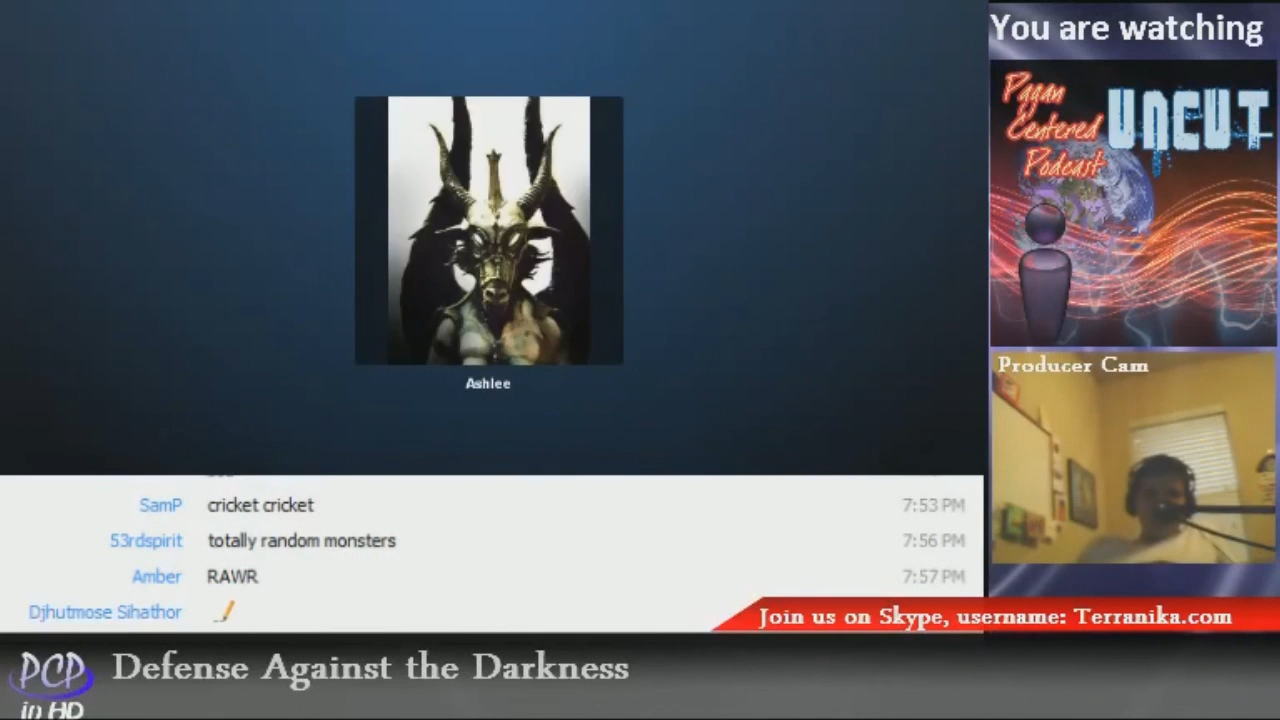 You are watching
Pagan
Centered
Podcast
UNCUT
Ashlee
Producer Cam
SamP cricket cricket 7:53 PM
53rdspirit totally random monsters 7:56 PM
Amber RAWR 7:57 PM
Djhutmose Sihathor
Join us on Skype, username: Terranika.com
PCP
in HD
Defense Against the Darkness